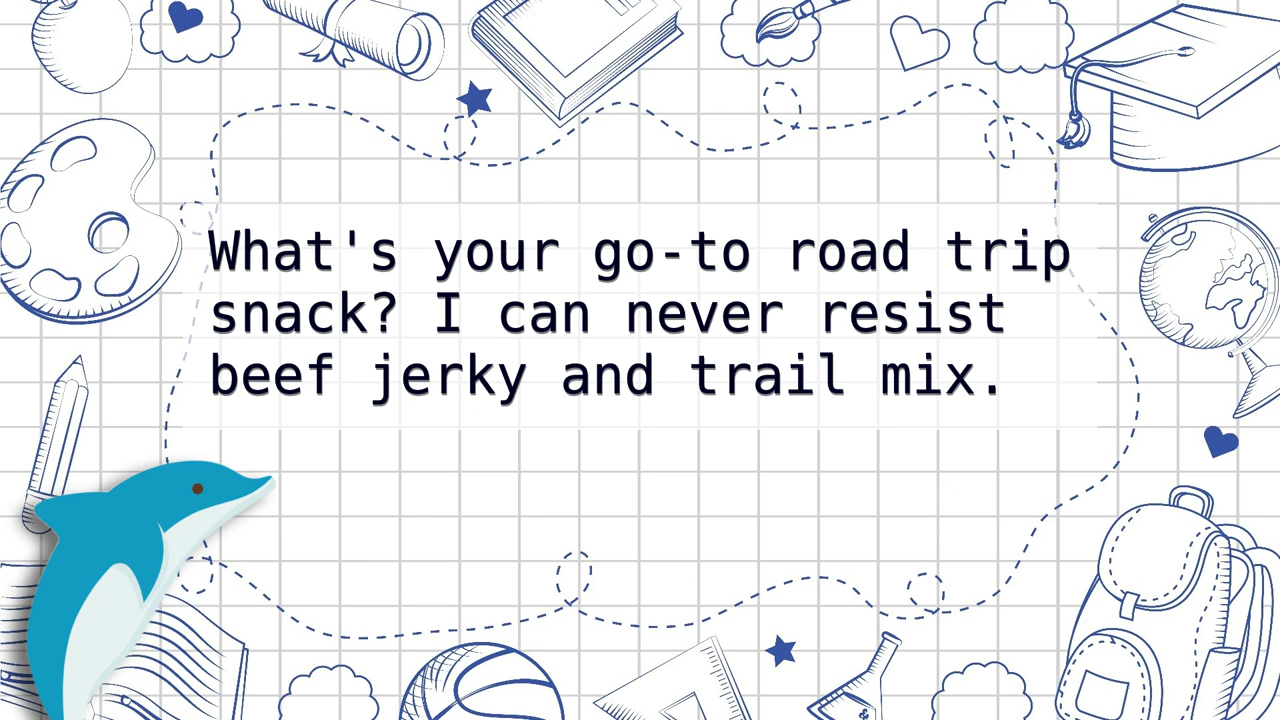 What's your go-to road trip
snack? I can never resist
beef jerky and trail mix.